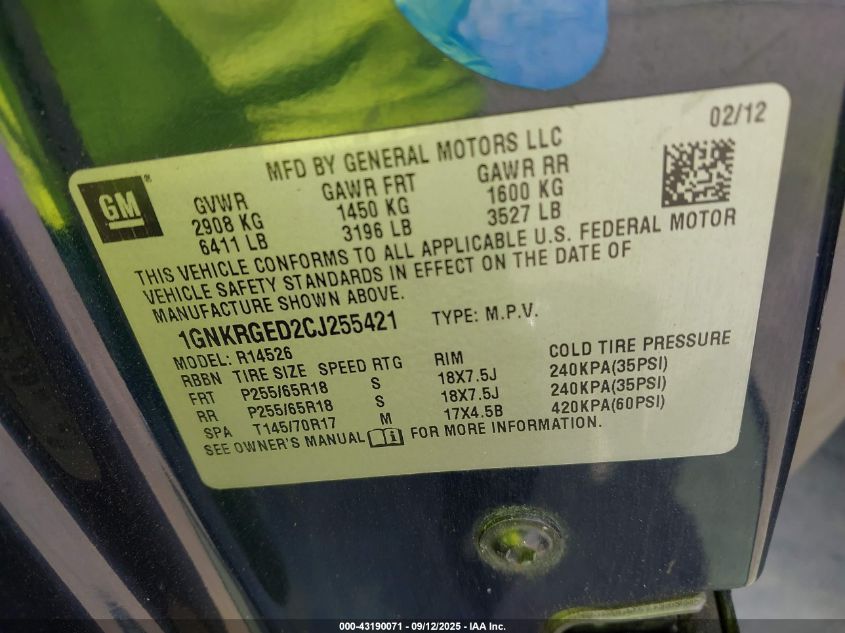 02/12
MFD BY GENERAL MOTORS LLC
GM®
GVWR GAWR FRT GAWR RR
2908 KG 1450 KG 1600 KG
6411 LB 3196 LB 3527 LB
THIS VEHICLE CONFORMS TO ALL APPLICABLE U.S. FEDERAL MOTOR
VEHICLE SAFETY STANDARDS IN EFFECT ON THE DATE OF
MANUFACTURE SHOWN ABOVE.
1GNKRGED2CJ255421 TYPE: M.P.V.
MODEL: R14526
RBBN TIRE SIZE SPEED RTG RIM COLD TIRE PRESSURE
FRT P255/65R18 S 18X7.5J 240KPA(35PSI)
RR P255/65R18 S 18X7.5J 240KPA(35PSI)
SPA T145/70R17 M 17X4.5B 420KPA(60PSI)
SEE OWNER'S MANUAL FOR MORE INFORMATION.
000-43190071 - 09/12/2025 - IAA Inc.